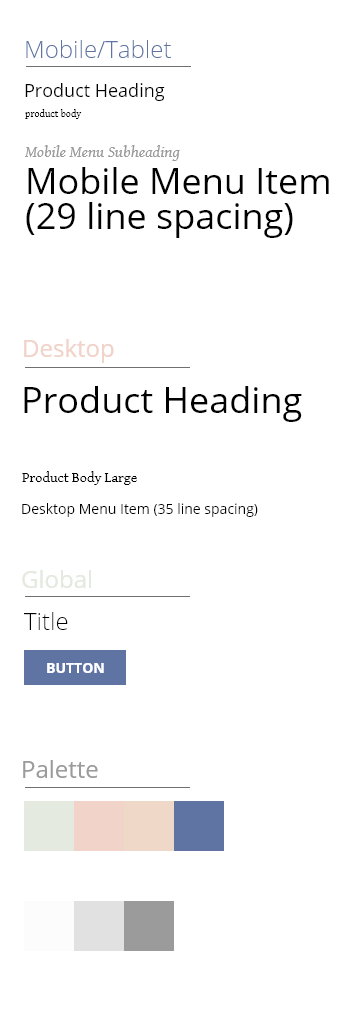 Mobile/Tablet
Product Heading
product body
Mobile Menu Subheading
Mobile Menu Item
(29 line spacing)
Desktop
Product Heading
Product Body Large
Desktop Menu Item (35 line spacing)
Global
Title
BUTTON
Palette